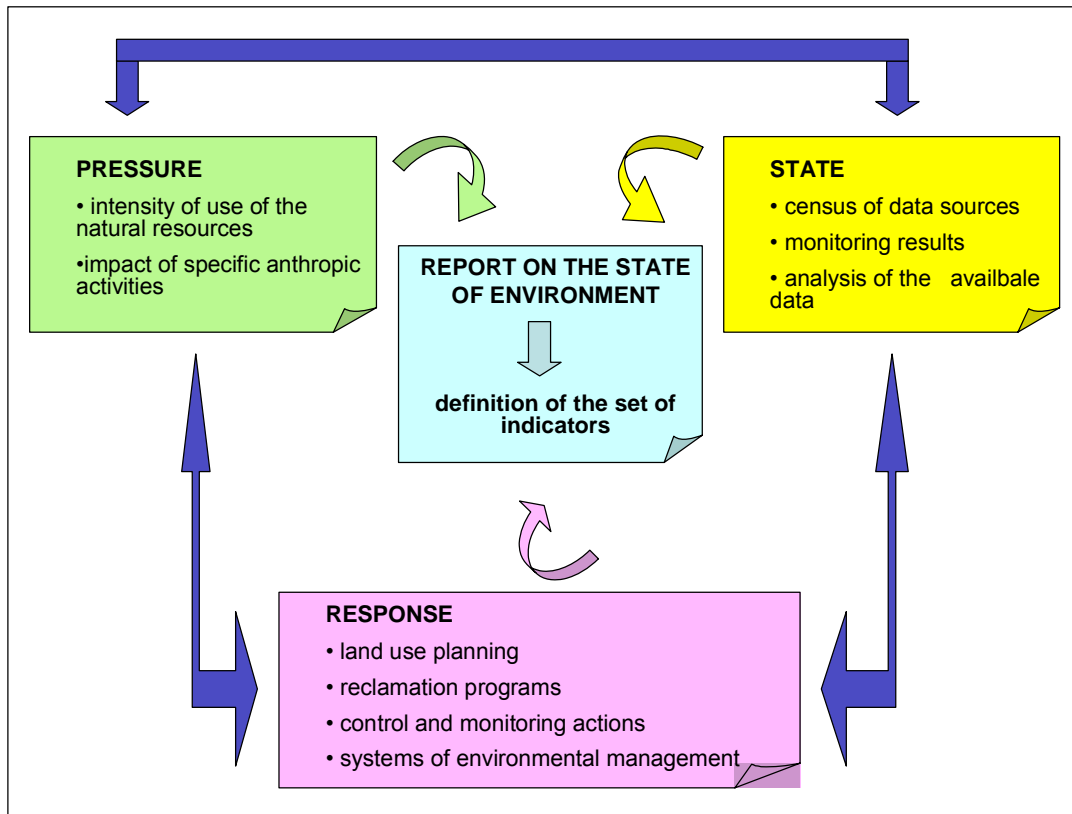 PRESSURE
• intensity of use of the
natural resources
•impact of specific anthropic
activities
STATE
• census of data sources
• monitoring results
• analysis of the availbale
data
REPORT ON THE STATE
OF ENVIRONMENT
definition of the set of
indicators
RESPONSE
• land use planning
• reclamation programs
• control and monitoring actions
• systems of environmental management